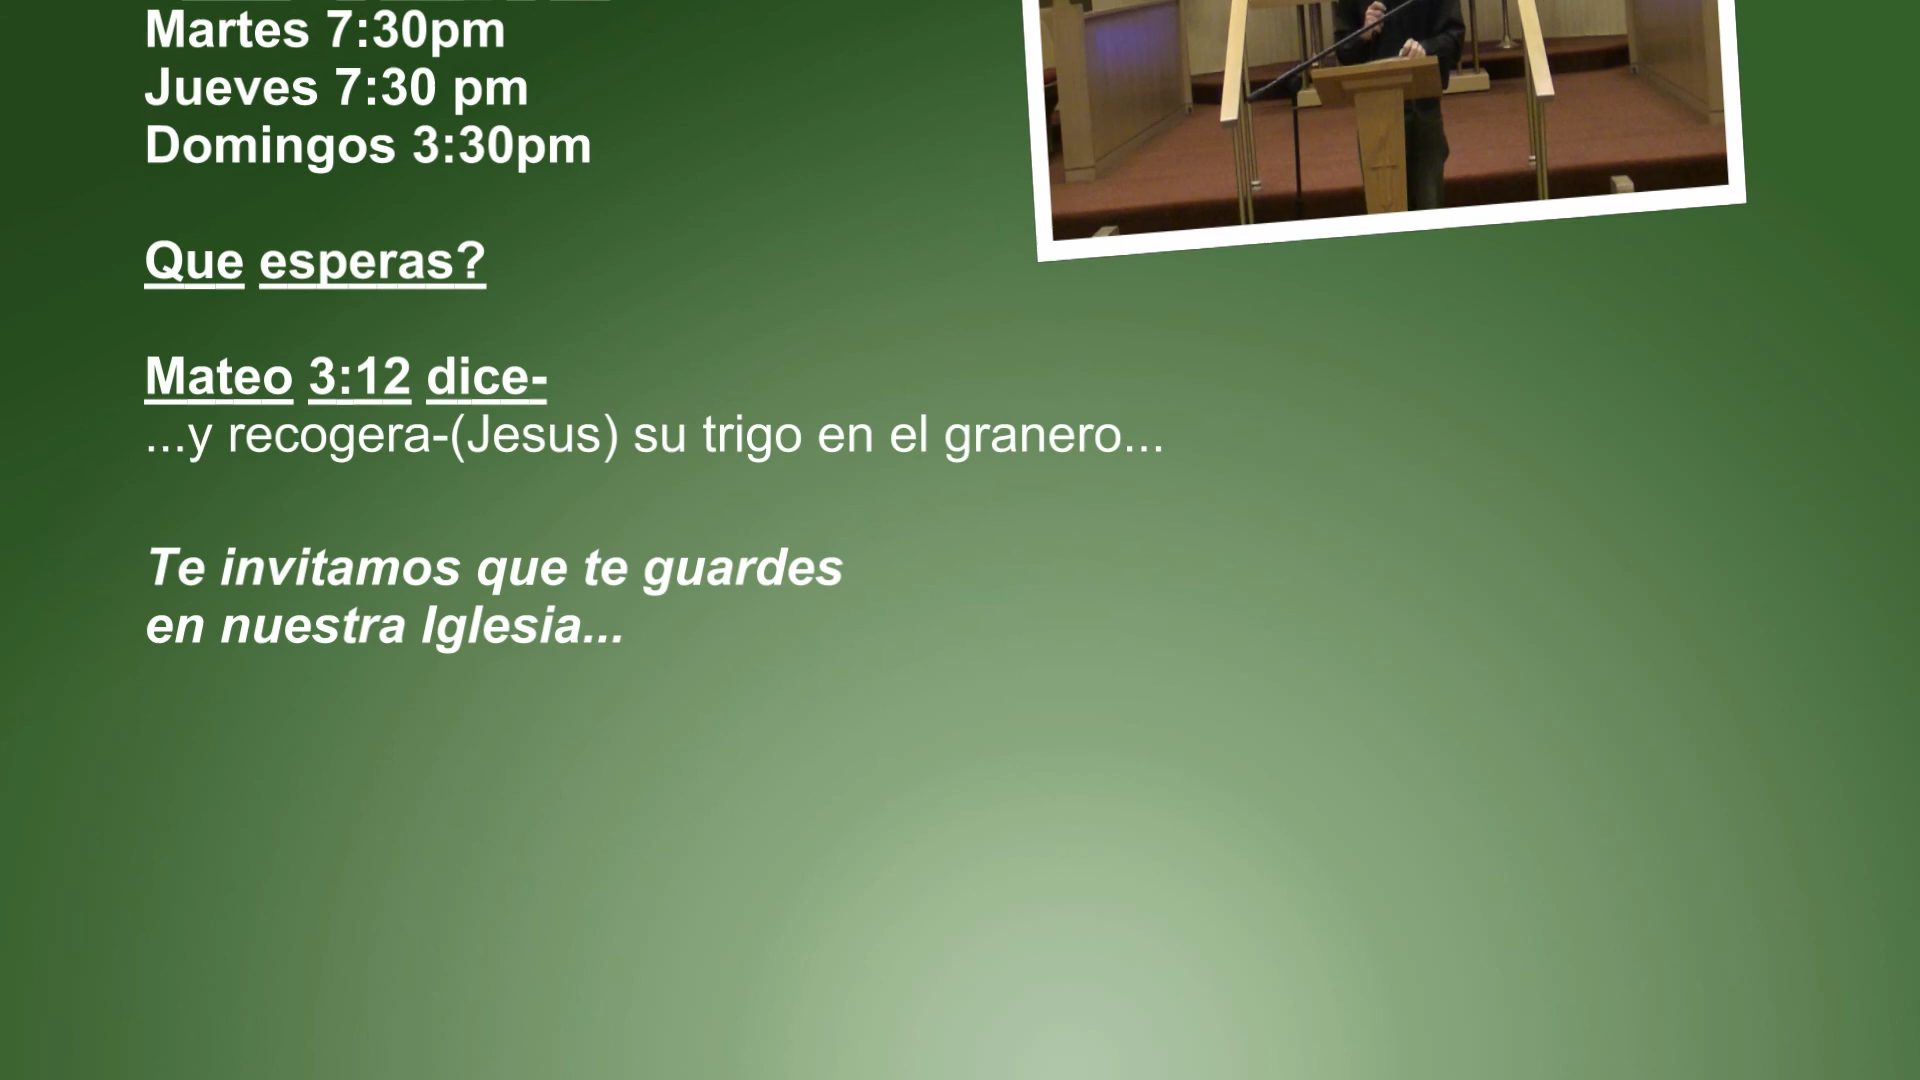 Martes 7:30pm
Jueves 7:30 pm
Domingos 3:30pm
Que esperas?
Mateo 3:12 dice-
...y recogera-(Jesus) su trigo en el granero...
Te invitamos que te guardes
en nuestra Iglesia...